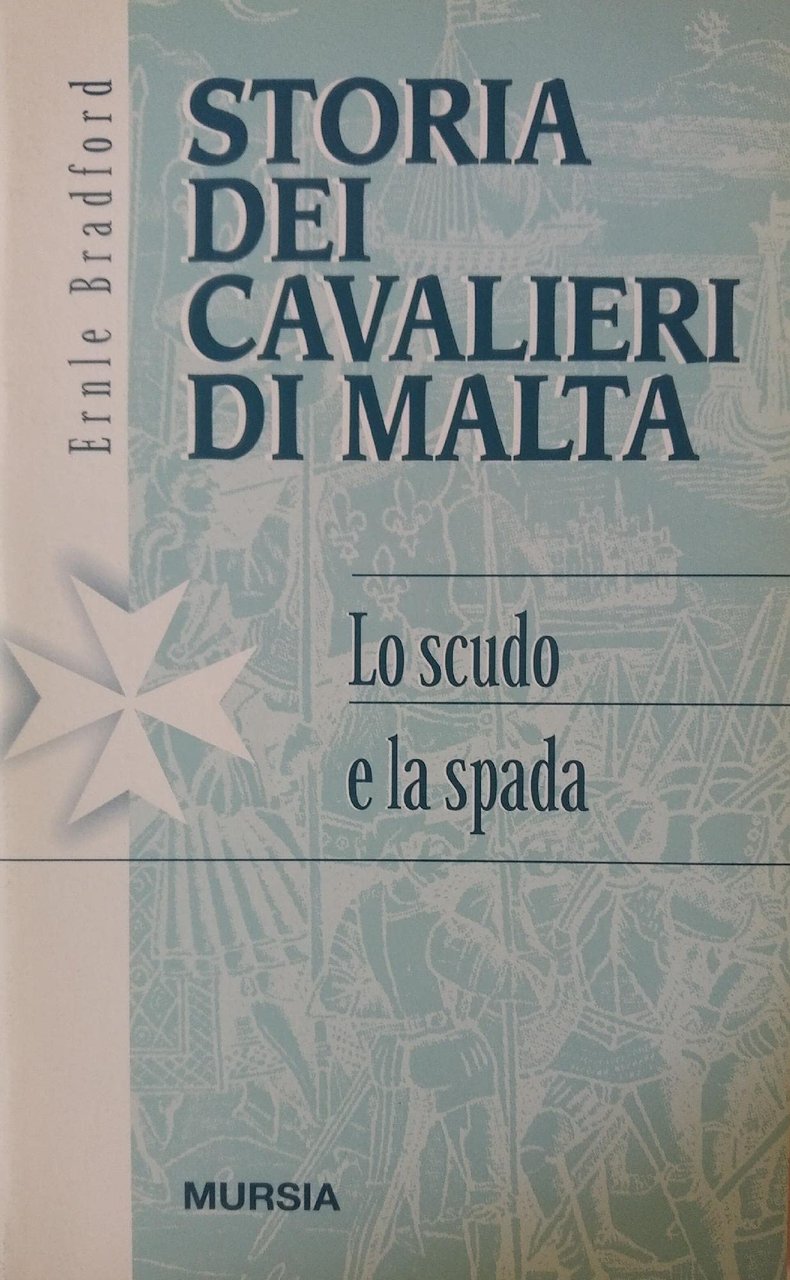 Ernle Bradford
STORIA
DEI
CAVALIERI
DI MALTA
Lo scudo
e la spada
MURSIA